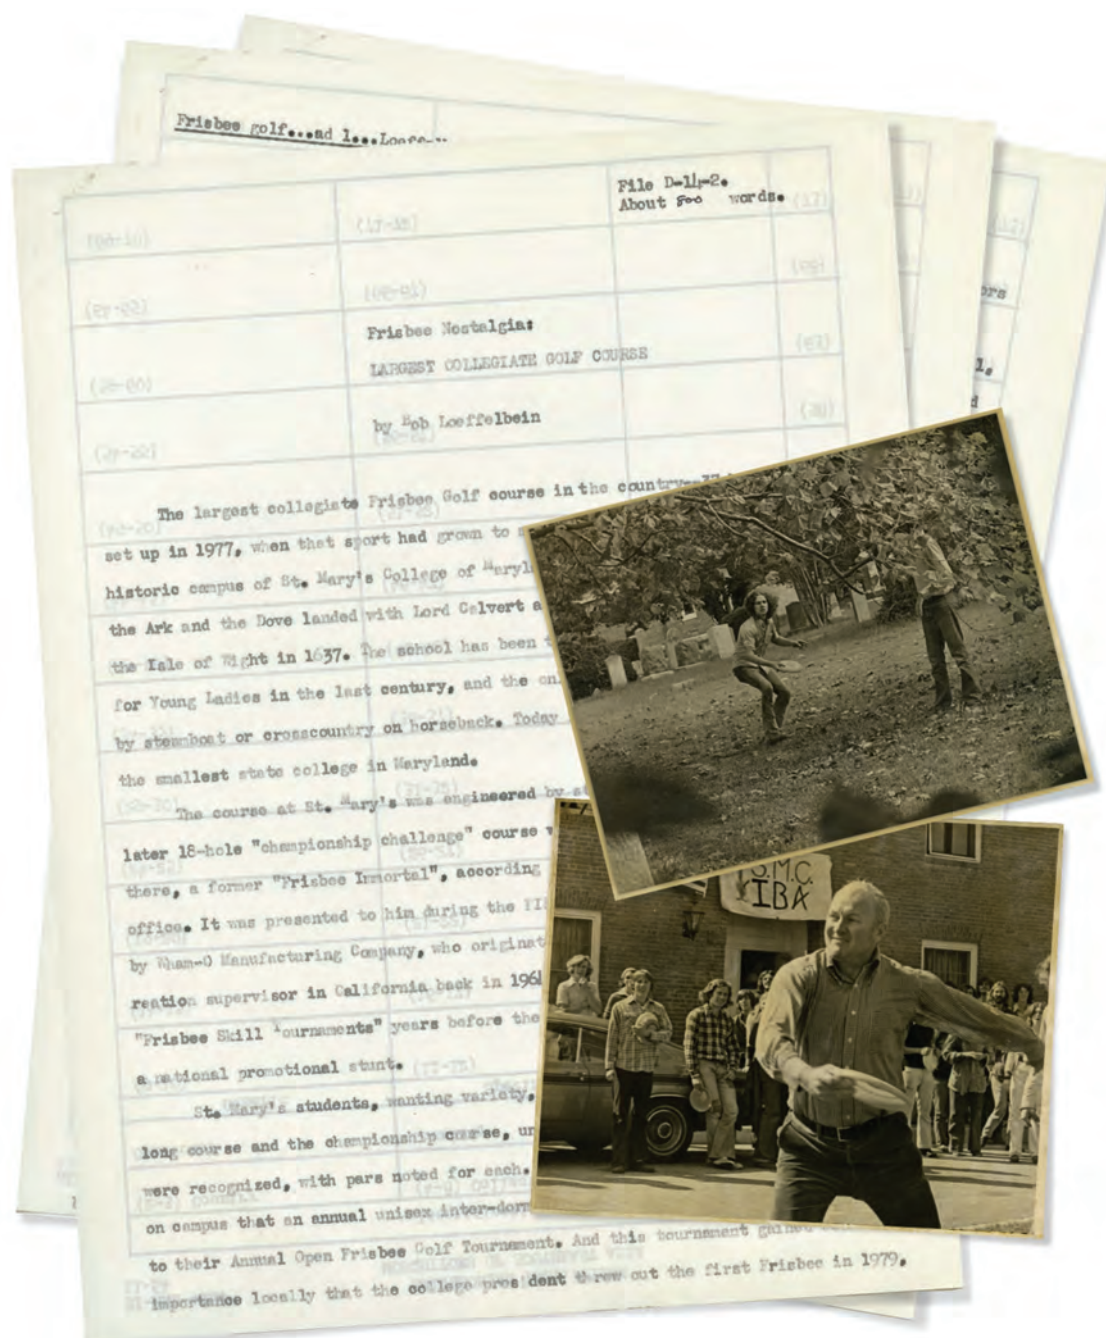 Frisbee golf...ad 1...Loeffe
File D-14-2.
About 800 words.
Frisbee Nostalgia:
LARGEST COLLEGIATE GOLF COURSE
by Bob Loeffelbein
The largest collegiate Frisbee Golf course in the country--37
set up in 1977, when that sport had grown to
historic campus of St. Mary's College of Maryl
the Ark and the Dove landed with Lord Calvert a
the Isle of Wight in 1637. The school has been
for Young Ladies in the last century, and the on
by steamboat or crosscountry on horseback. Today
the smallest state college in Maryland.
The course at St. Mary's was engineered by st
later 18-hole "championship challenge" course
there, a former "Frisbee Immortal", according
office. It was presented to him during the
by Wham-O Manufacturing Company, who originat
reation supervisor in California back in 196
"Frisbee Skill Tournaments" years before the
a national promotional stunt.
St. Mary's students, wanting variety,
long course and the championship course, un
were recognized, with pars noted for each.
on campus that an annual unisex inter-dorm
to their Annual Open Frisbee Golf Tournament. And this tournament gained
importance locally that the college president threw out the first Frisbee in 1979.
ors
l,
d
S.M.C.
IBA